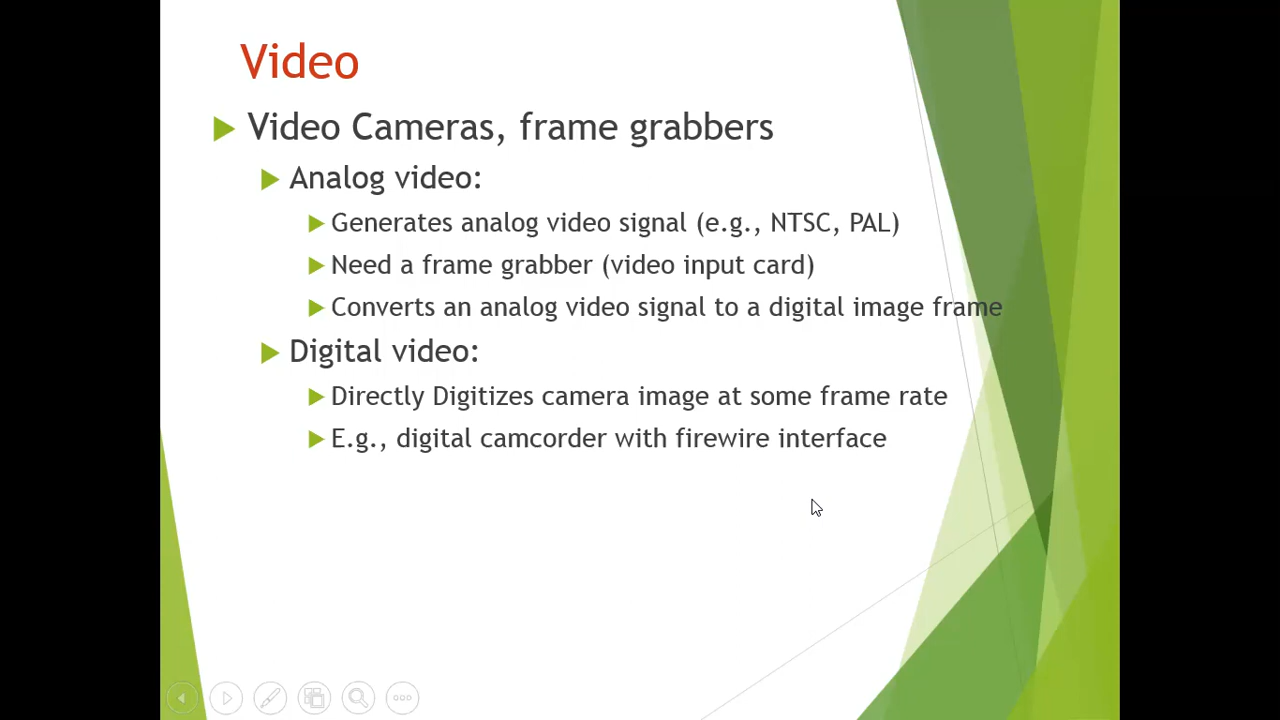 Video
Video Cameras, frame grabbers
Analog video:
Generates analog video signal (e.g., NTSC, PAL)
Need a frame grabber (video input card)
Converts an analog video signal to a digital image frame
Digital video:
Directly Digitizes camera image at some frame rate
E.g., digital camcorder with firewire interface